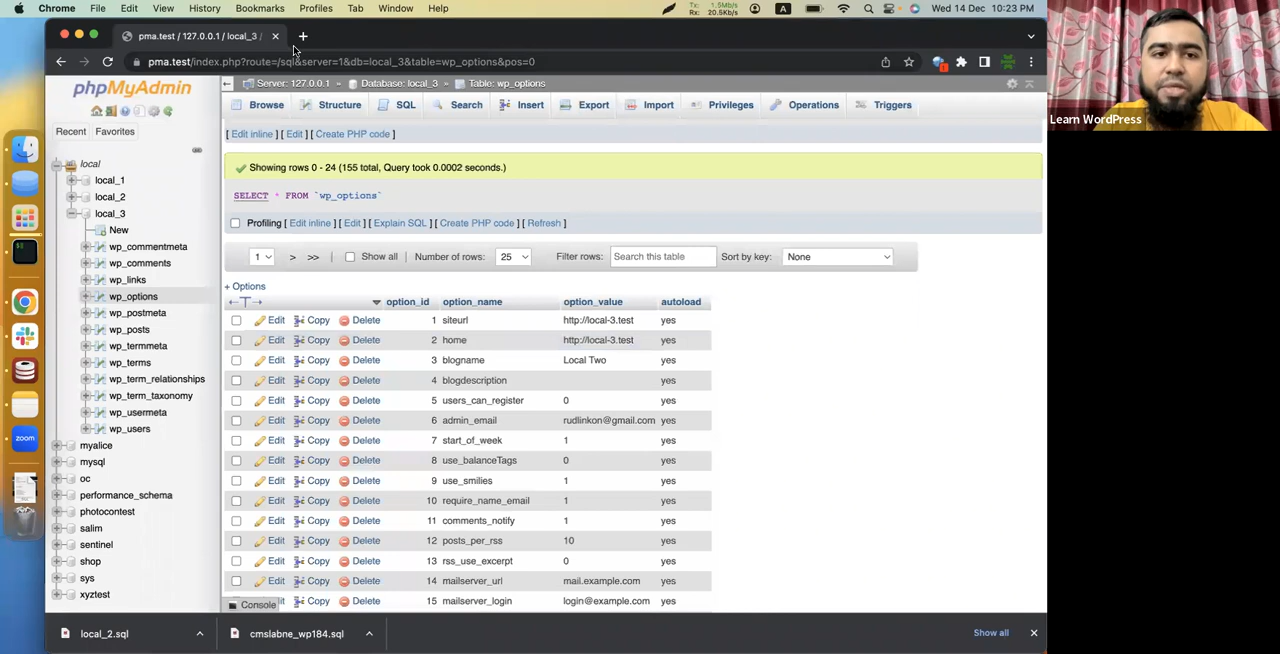 Chrome File Edit View History Bookmarks Profiles Tab Window Help Tx: 1.5Mb/s Rx: 20.5Kb/s A Wed 14 Dec 10:23 PM
pma.test / 127.0.0.1 / local_3 /
pma.test/index.php?route=/sql&server=1&db=local_3&table=wp_options&pos=0
phpMyAdmin
Recent Favorites
local
local_1
local_2
local_3
New
wp_commentmeta
wp_comments
wp_links
wp_options
wp_postmeta
wp_posts
wp_termmeta
wp_terms
wp_term_relationships
wp_term_taxonomy
wp_usermeta
wp_users
myalice
mysql
oc
performance_schema
photocontest
salim
sentinel
shop
sys
xyztest
Server: 127.0.0.1 » Database: local_3 » Table: wp_options
Browse Structure SQL Search Insert Export Import Privileges Operations Triggers
[ Edit inline ] [ Edit ] [ Create PHP code ]
Showing rows 0 - 24 (155 total, Query took 0.0002 seconds.)
SELECT * FROM `wp_options`
Profiling [ Edit inline ] [ Edit ] [ Explain SQL ] [ Create PHP code ] [ Refresh ]
1 > >> Show all Number of rows: 25 Filter rows: Search this table Sort by key: None
+ Options
option_id option_name option_value autoload
Edit Copy Delete 1 siteurl http://local-3.test yes
Edit Copy Delete 2 home http://local-3.test yes
Edit Copy Delete 3 blogname Local Two yes
Edit Copy Delete 4 blogdescription yes
Edit Copy Delete 5 users_can_register 0 yes
Edit Copy Delete 6 admin_email rudlinkon@gmail.com yes
Edit Copy Delete 7 start_of_week 1 yes
Edit Copy Delete 8 use_balanceTags 0 yes
Edit Copy Delete 9 use_smilies 1 yes
Edit Copy Delete 10 require_name_email 1 yes
Edit Copy Delete 11 comments_notify 1 yes
Edit Copy Delete 12 posts_per_rss 10 yes
Edit Copy Delete 13 rss_use_excerpt 0 yes
Edit Copy Delete 14 mailserver_url mail.example.com yes
Copy Delete 15 mailserver_login login@example.com yes
Console
local_2.sql cmslabne_wp184.sql Show all
zoom
Learn WordPress